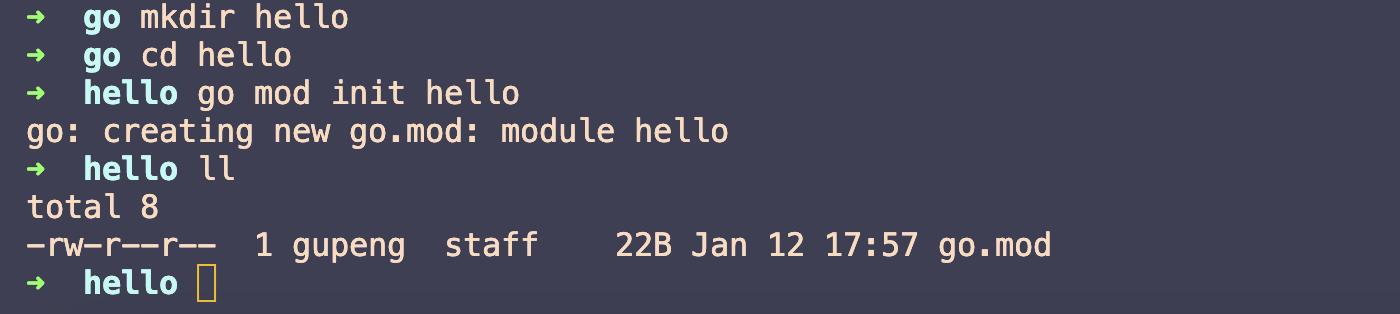 ➜  go mkdir hello
➜  go cd hello
➜  hello go mod init hello
go: creating new go.mod: module hello
➜  hello ll
total 8
-rw-r--r--  1 gupeng  staff    22B Jan 12 17:57 go.mod
➜  hello